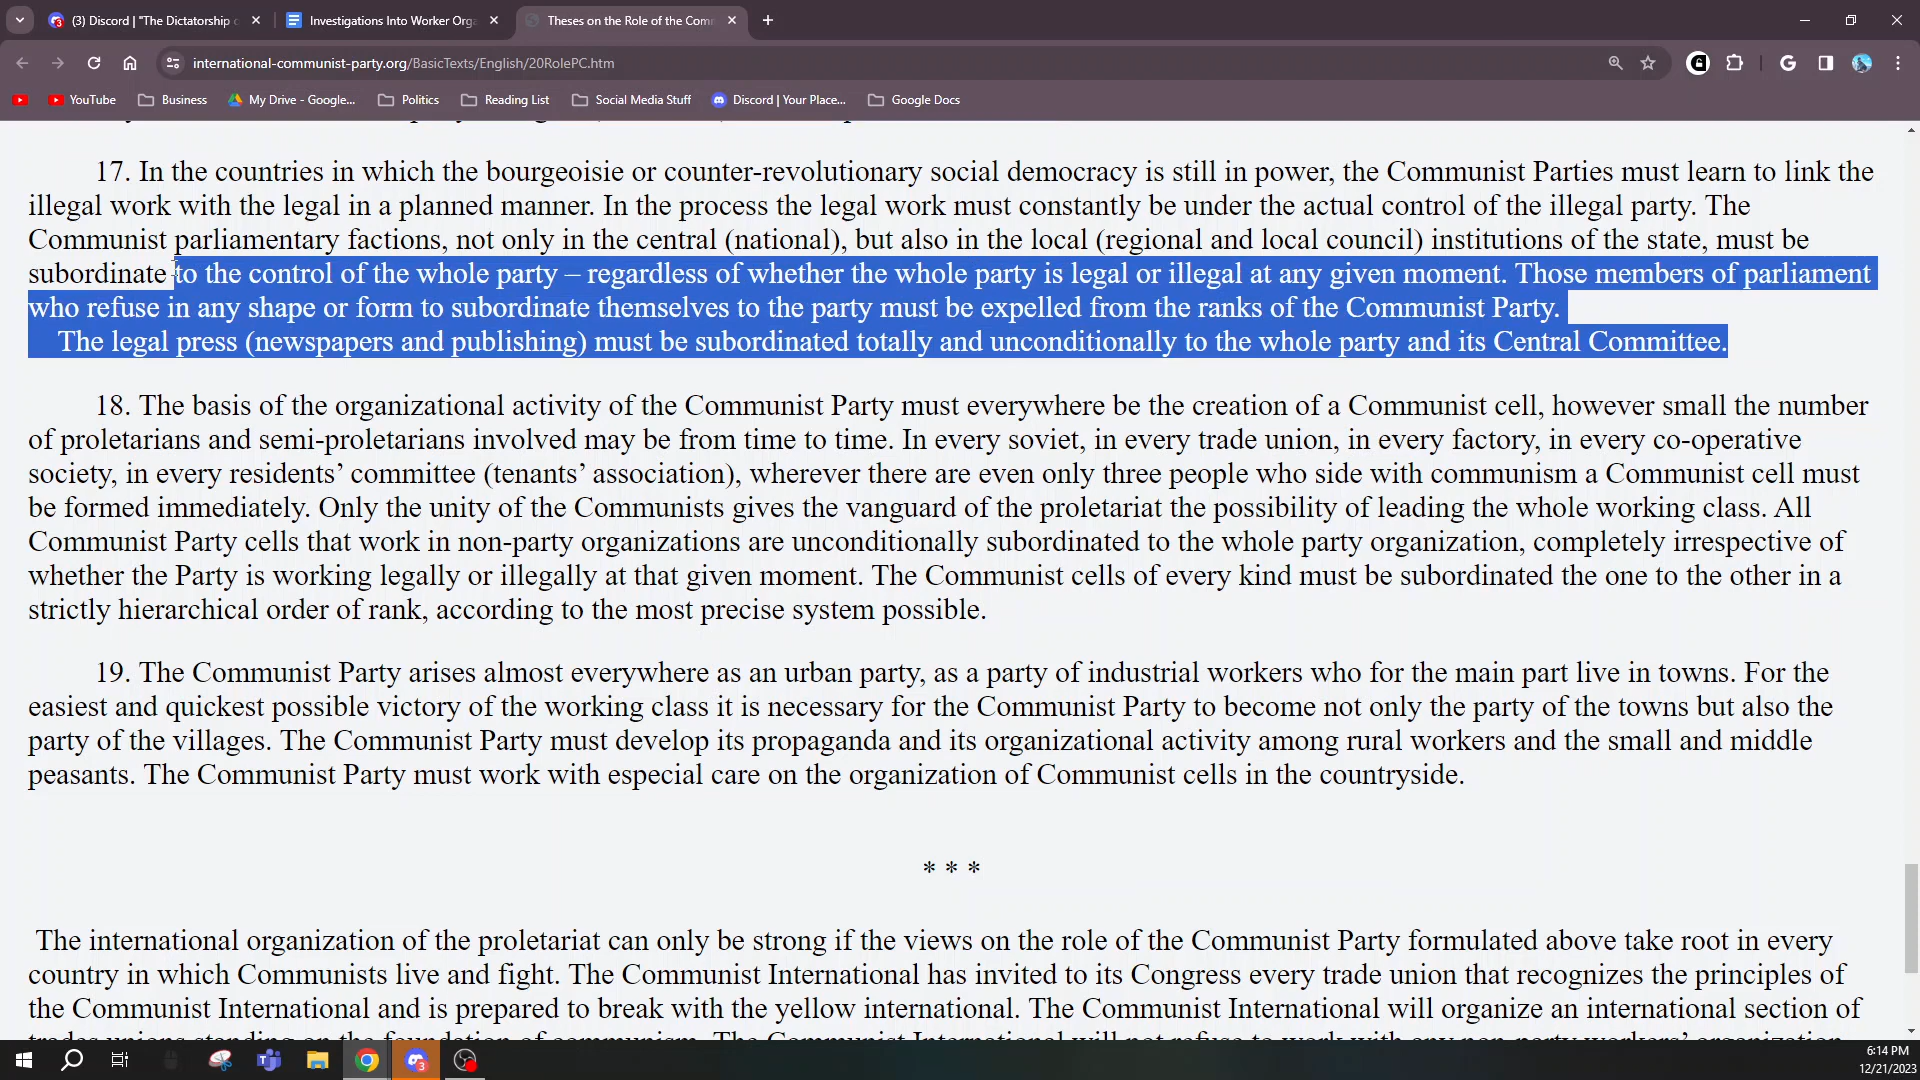 (3) Discord | "The Dictatorship o
Investigations Into Worker Orga
Theses on the Role of the Com
international-communist-party.org/BasicTexts/English/20RolePC.htm
YouTube
Business
My Drive - Google...
Politics
Reading List
Social Media Stuff
Discord | Your Place...
Google Docs
17. In the countries in which the bourgeoisie or counter-revolutionary social democracy is still in power, the Communist Parties must learn to link the
illegal work with the legal in a planned manner. In the process the legal work must constantly be under the actual control of the illegal party. The
Communist parliamentary factions, not only in the central (national), but also in the local (regional and local council) institutions of the state, must be
subordinate to the control of the whole party – regardless of whether the whole party is legal or illegal at any given moment. Those members of parliament
who refuse in any shape or form to subordinate themselves to the party must be expelled from the ranks of the Communist Party.
The legal press (newspapers and publishing) must be subordinated totally and unconditionally to the whole party and its Central Committee.
18. The basis of the organizational activity of the Communist Party must everywhere be the creation of a Communist cell, however small the number
of proletarians and semi-proletarians involved may be from time to time. In every soviet, in every trade union, in every factory, in every co-operative
society, in every residents’ committee (tenants’ association), wherever there are even only three people who side with communism a Communist cell must
be formed immediately. Only the unity of the Communists gives the vanguard of the proletariat the possibility of leading the whole working class. All
Communist Party cells that work in non-party organizations are unconditionally subordinated to the whole party organization, completely irrespective of
whether the Party is working legally or illegally at that given moment. The Communist cells of every kind must be subordinated the one to the other in a
strictly hierarchical order of rank, according to the most precise system possible.
19. The Communist Party arises almost everywhere as an urban party, as a party of industrial workers who for the main part live in towns. For the
easiest and quickest possible victory of the working class it is necessary for the Communist Party to become not only the party of the towns but also the
party of the villages. The Communist Party must develop its propaganda and its organizational activity among rural workers and the small and middle
peasants. The Communist Party must work with especial care on the organization of Communist cells in the countryside.
* * *
The international organization of the proletariat can only be strong if the views on the role of the Communist Party formulated above take root in every
country in which Communists live and fight. The Communist International has invited to its Congress every trade union that recognizes the principles of
the Communist International and is prepared to break with the yellow international. The Communist International will organize an international section of
trades unions standing on the foundation of communism. The Communist International will not refuse to work with any non-party workers’ organization
6:14 PM
12/21/2023